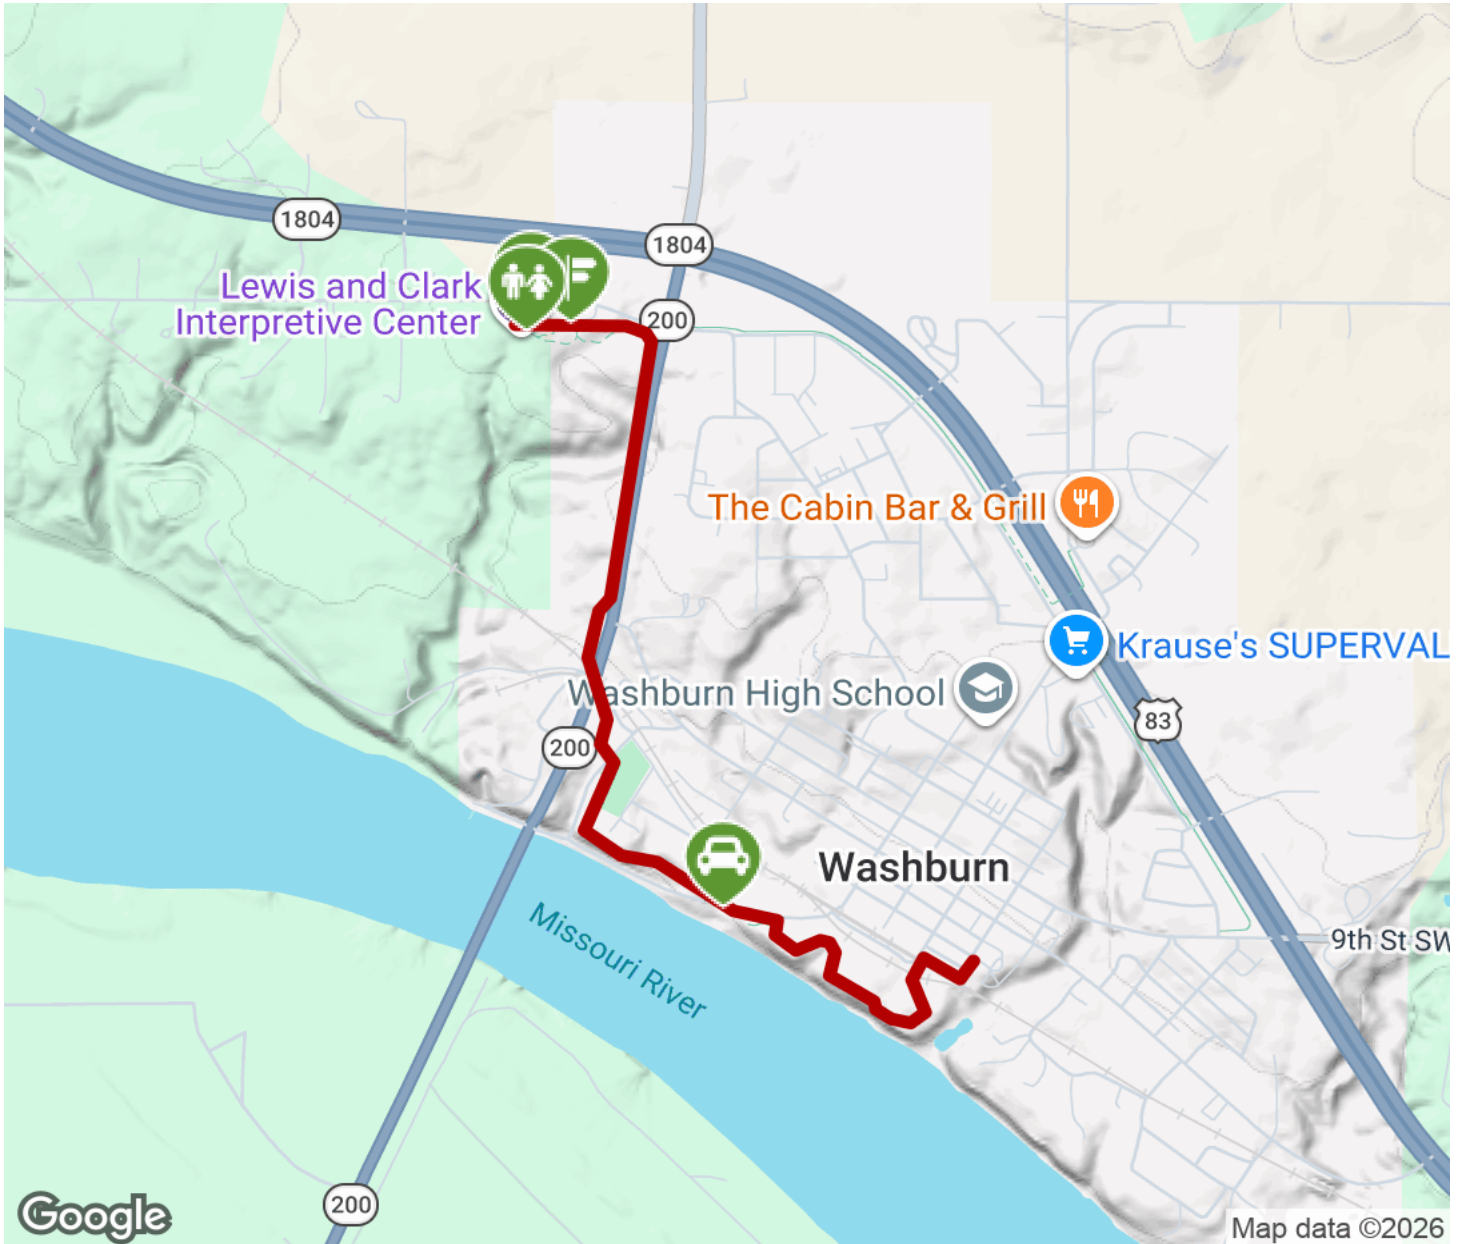 1804
1804
Lewis and Clark
Interpretive Center
200
The Cabin Bar & Grill
Krause's SUPERVAL
Washburn High School
83
200
Washburn
Missouri River
9th St SW
200
Google
Map data ©2026